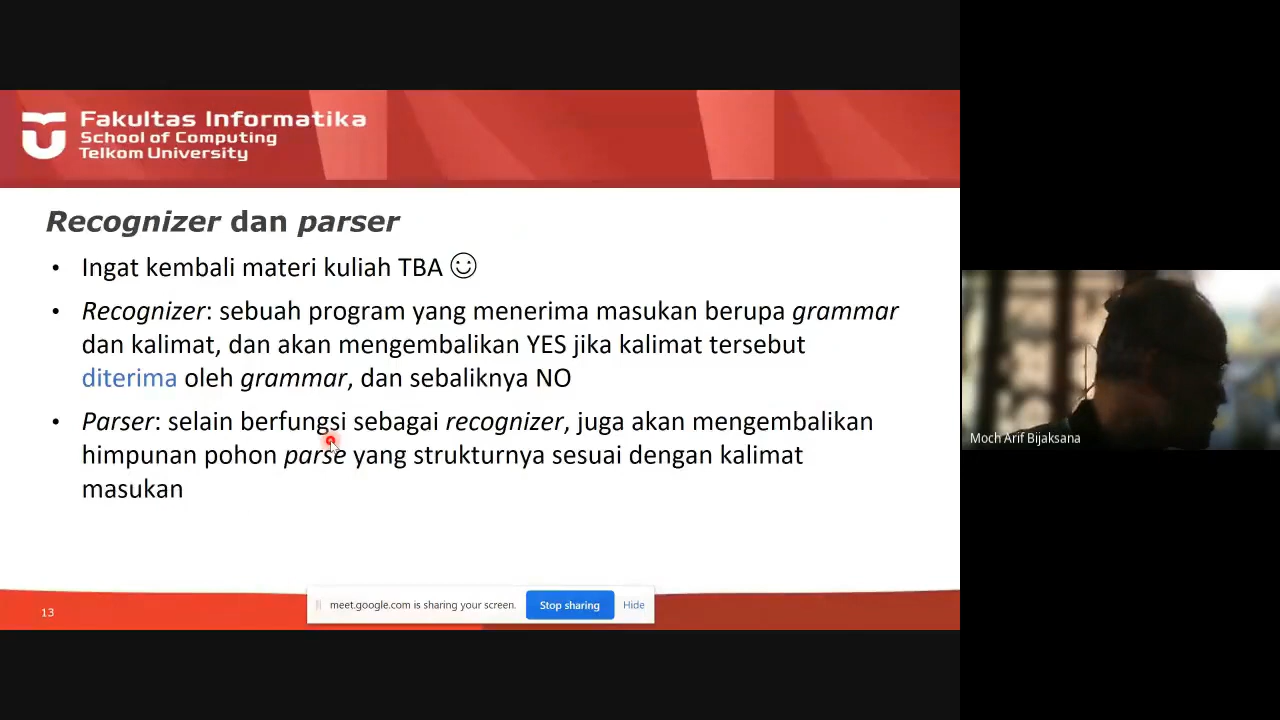 Fakultas Informatika
School of Computing
Telkom University
Recognizer dan parser
• Ingat kembali materi kuliah TBA ☺
• Recognizer: sebuah program yang menerima masukan berupa grammar
dan kalimat, dan akan mengembalikan YES jika kalimat tersebut
diterima oleh grammar, dan sebaliknya NO
• Parser: selain berfungsi sebagai recognizer, juga akan mengembalikan
himpunan pohon parse yang strukturnya sesuai dengan kalimat
masukan
Moch Arif Bijaksana
13
meet.google.com is sharing your screen.
Stop sharing
Hide